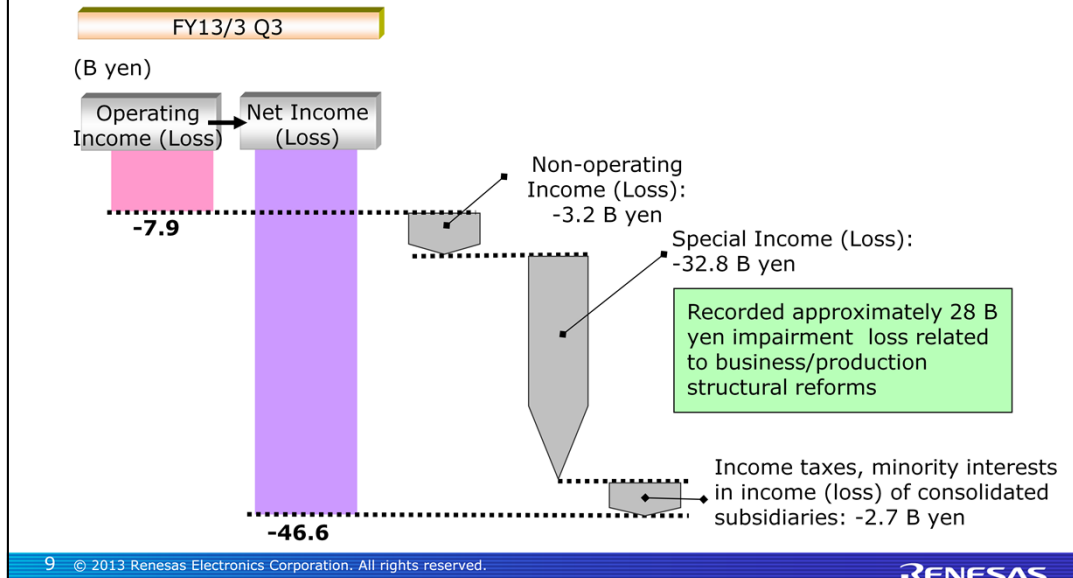 FY13/3 Q3
(B yen)
Operating
Income (Loss)
Net Income
(Loss)
-7.9
-46.6
Non-operating
Income (Loss):
-3.2 B yen
Special Income (Loss):
-32.8 B yen
Recorded approximately 28 B
yen impairment loss related
to business/production
structural reforms
Income taxes, minority interests
in income (loss) of consolidated
subsidiaries: -2.7 B yen
9 © 2013 Renesas Electronics Corporation. All rights reserved.
RENESAS